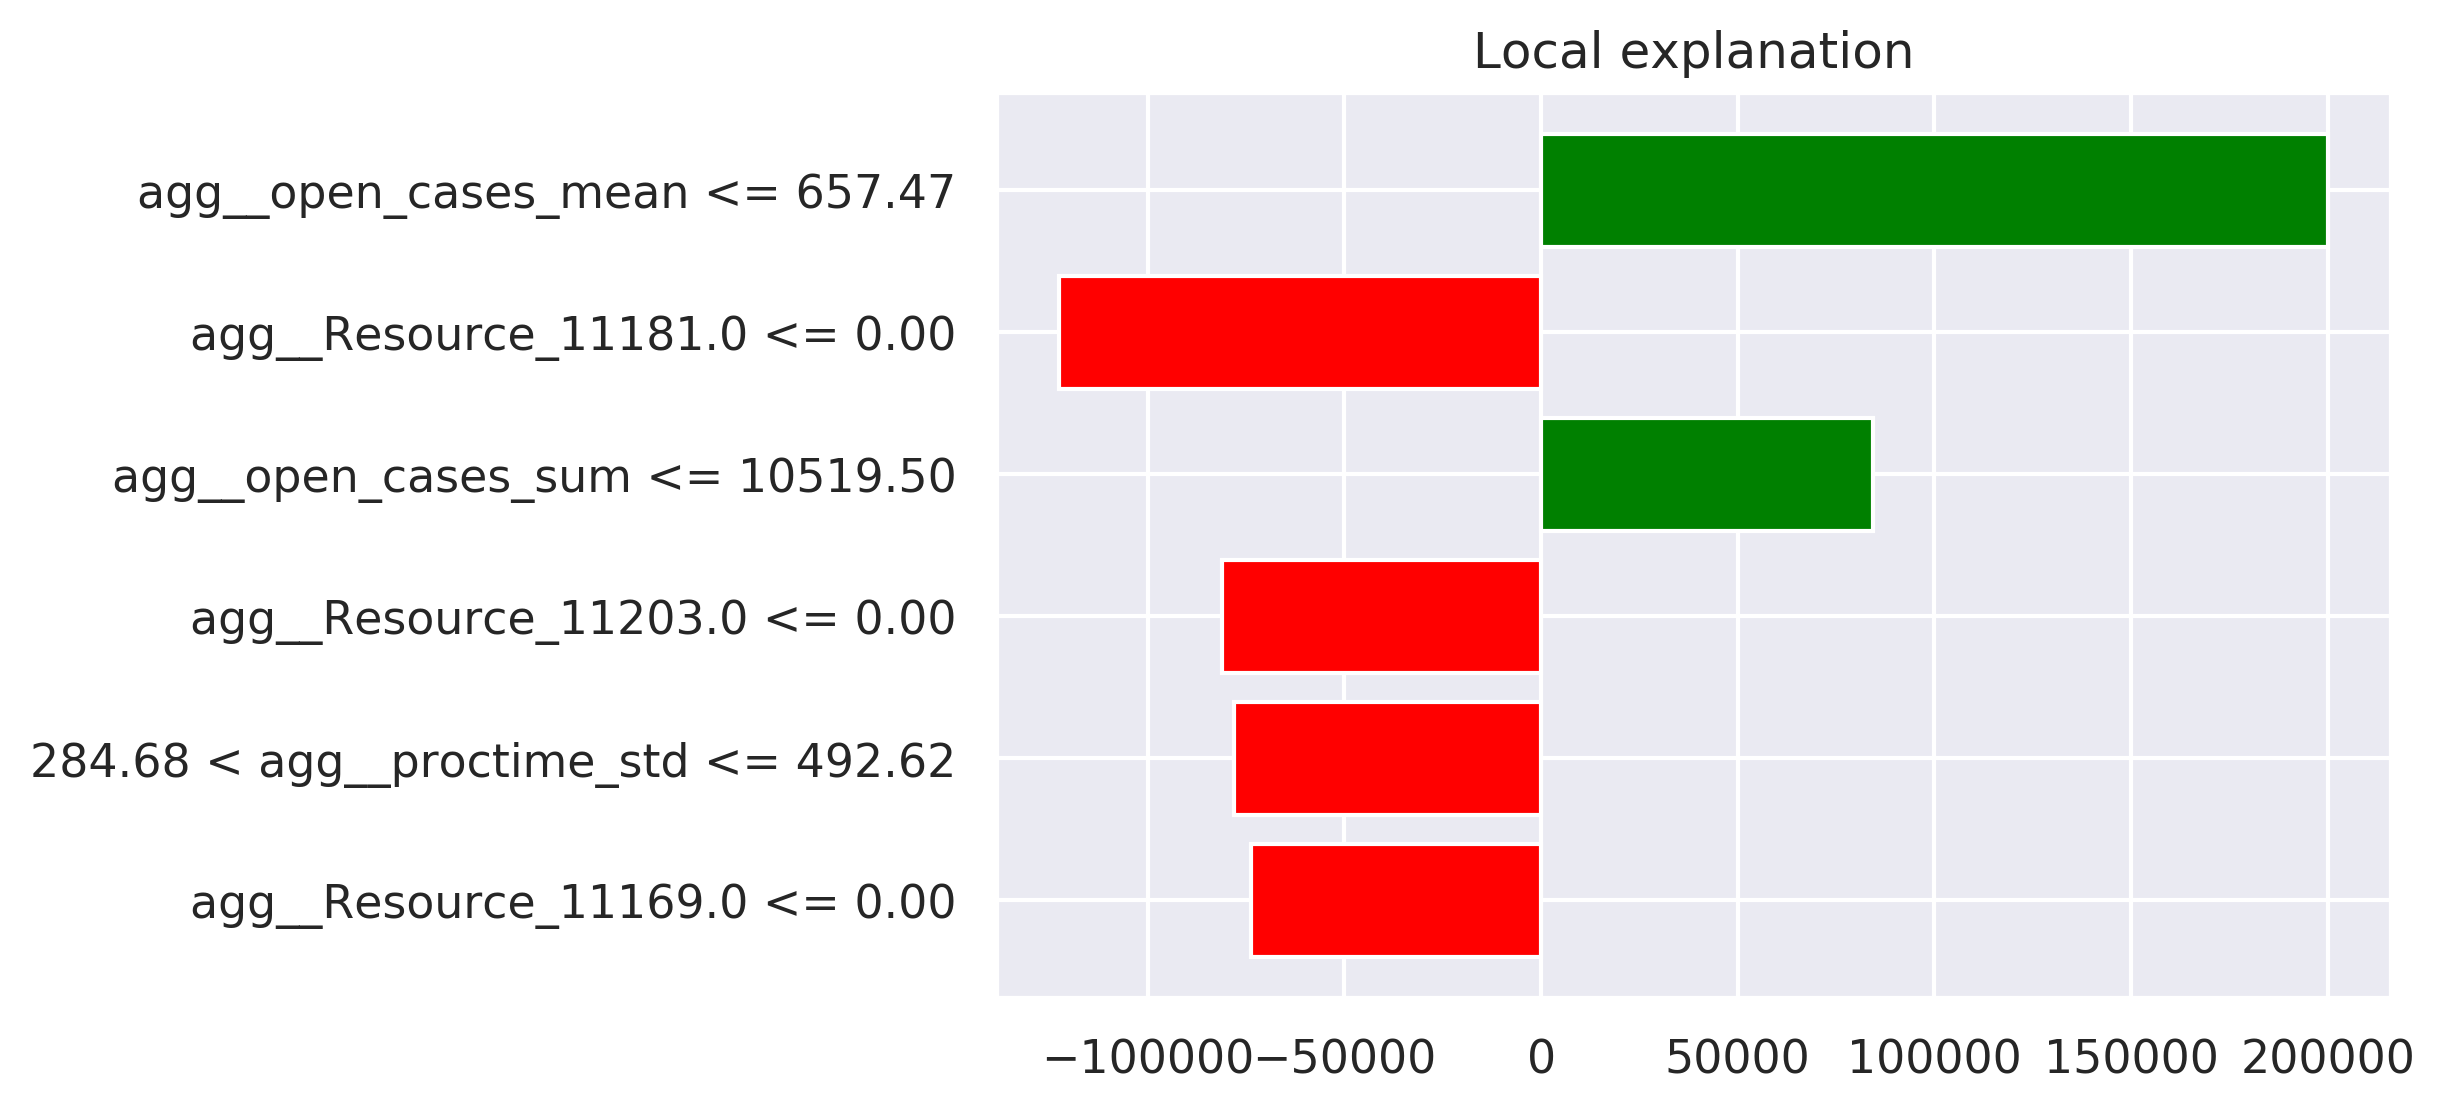 Local explanation
agg__open_cases_mean <= 657.47
agg__Resource_11181.0 <= 0.00
agg__open_cases_sum <= 10519.50
agg__Resource_11203.0 <= 0.00
284.68 < agg__proctime_std <= 492.62
agg__Resource_11169.0 <= 0.00
−100000 −50000 0 50000 100000 150000 200000